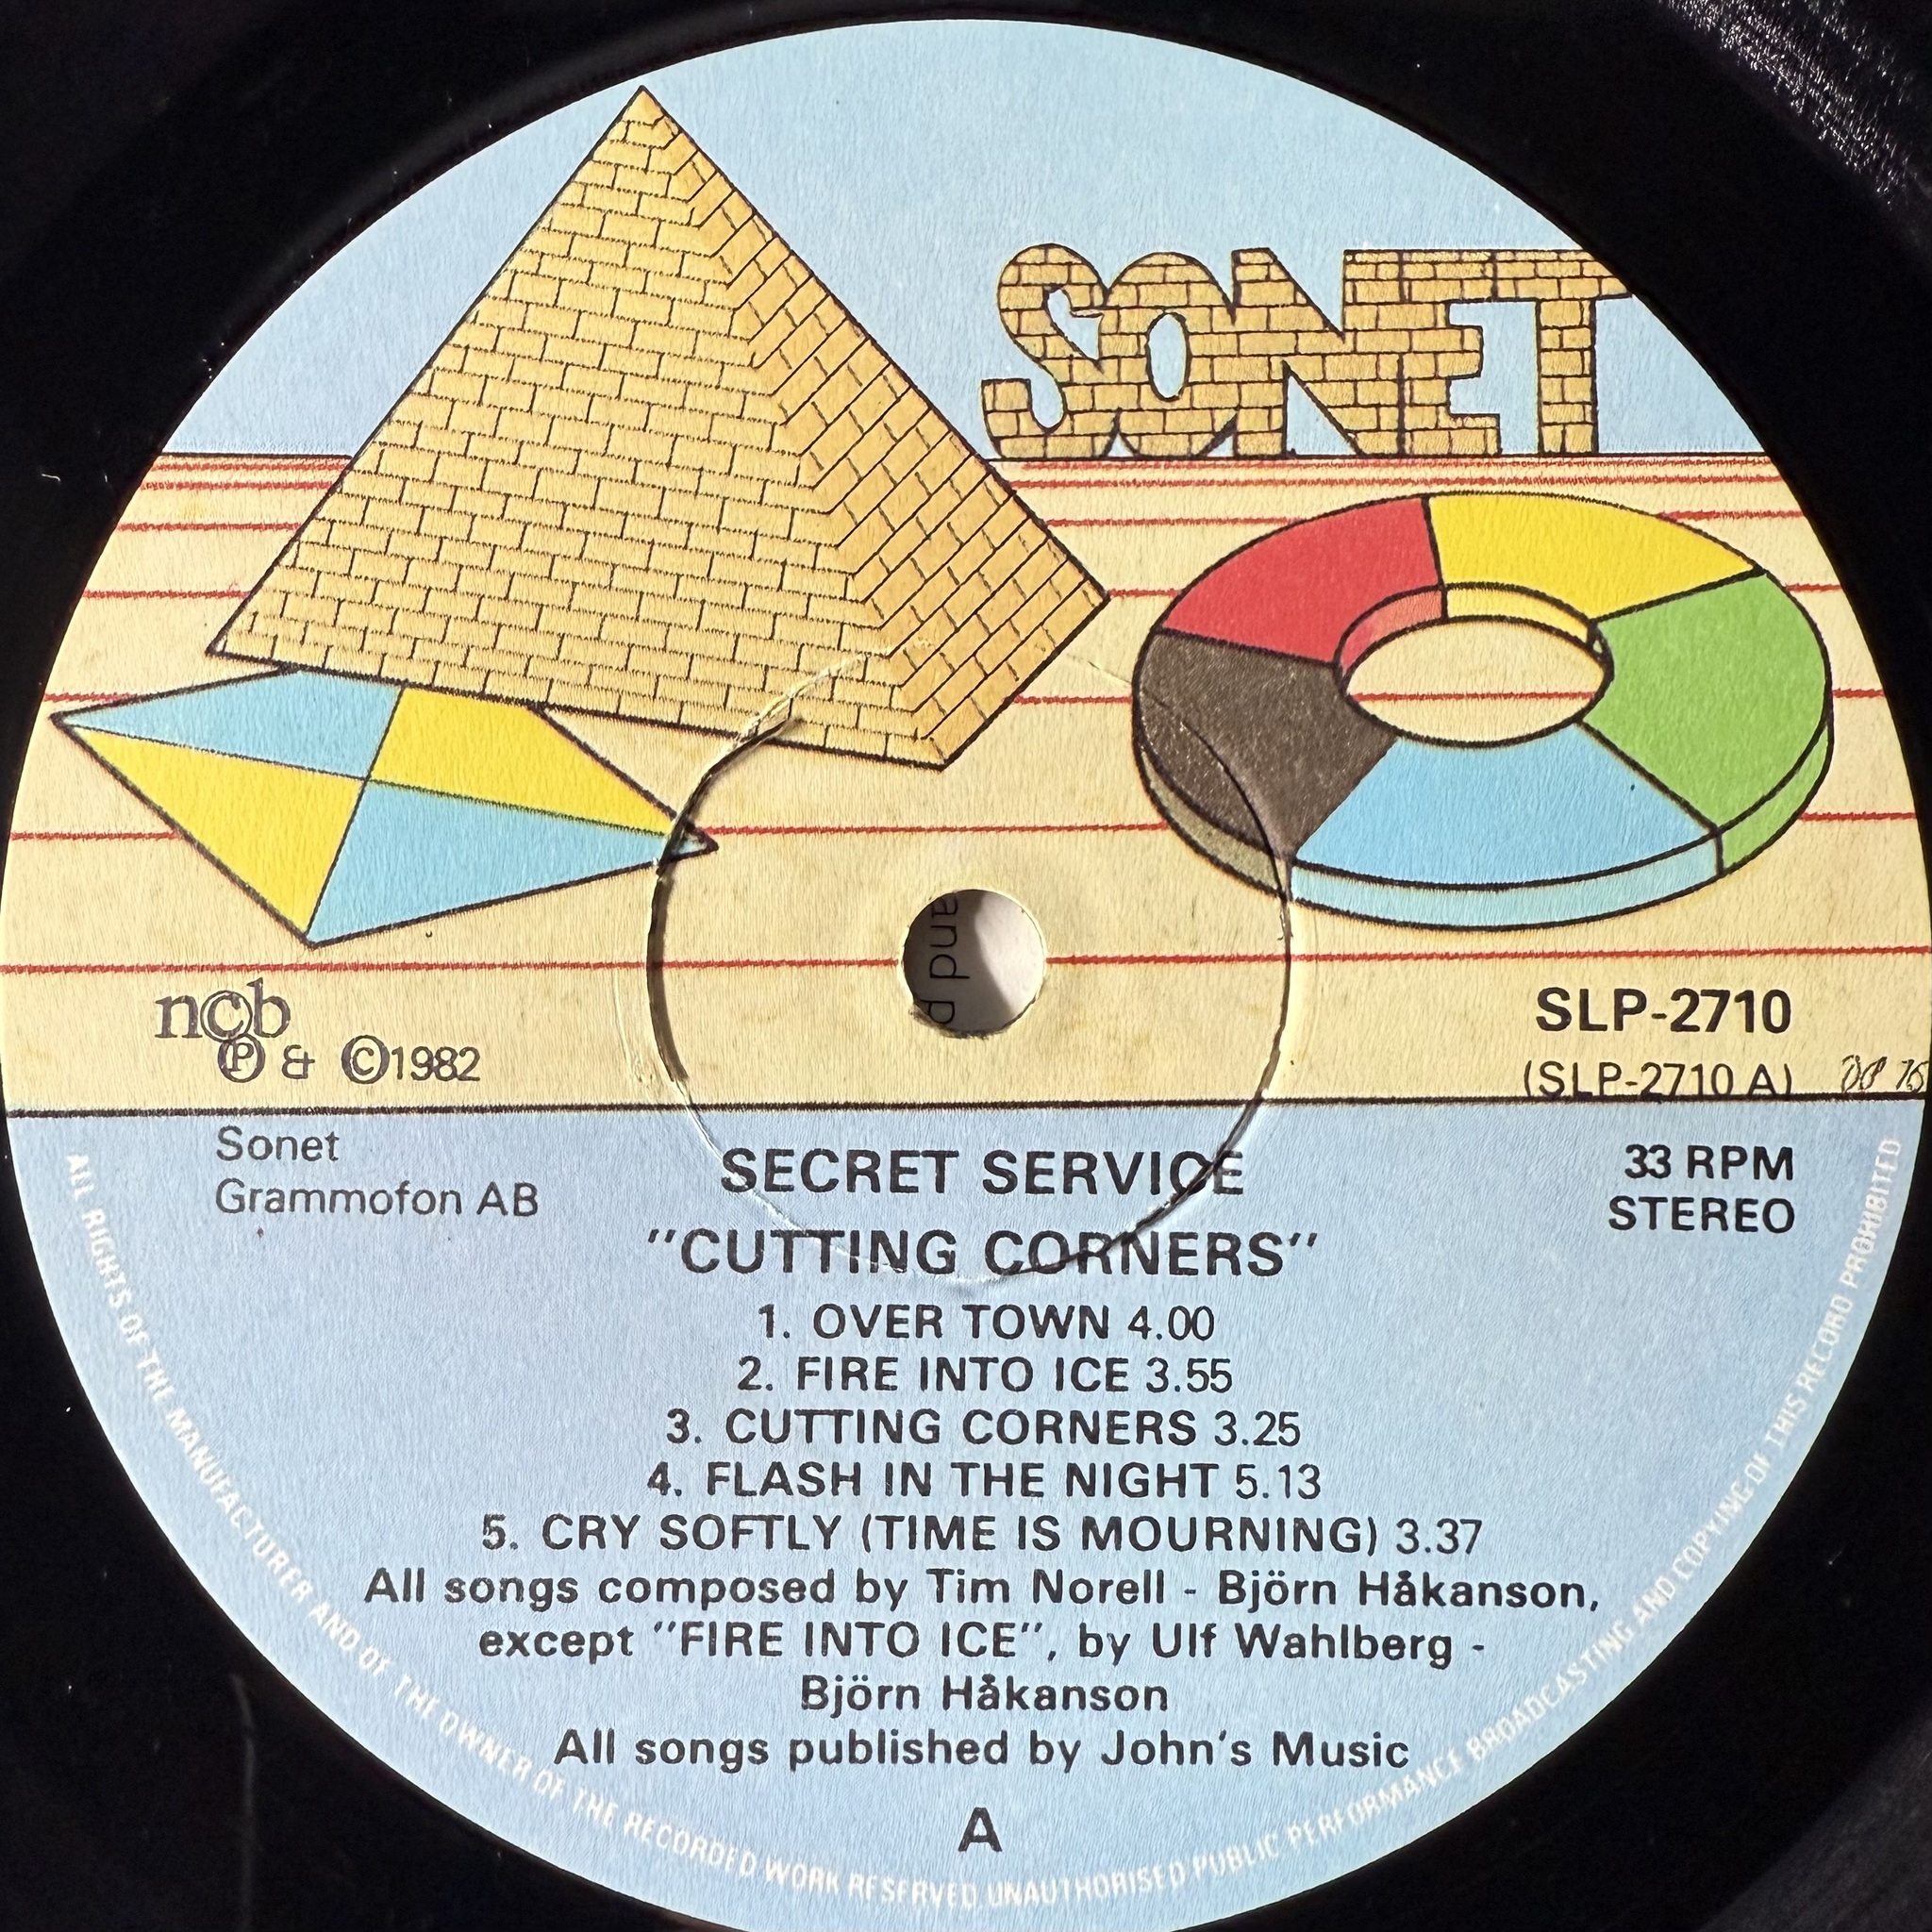 SONET
ncb
Ⓟ & ©1982
SLP-2710
(SLP-2710 A)
Sonet
Grammofon AB
33 RPM
STEREO
SECRET SERVICE
"CUTTING CORNERS"
1. OVER TOWN 4.00
2. FIRE INTO ICE 3.55
3. CUTTING CORNERS 3.25
4. FLASH IN THE NIGHT 5.13
5. CRY SOFTLY (TIME IS MOURNING) 3.37
All songs composed by Tim Norell - Björn Håkanson,
except "FIRE INTO ICE", by Ulf Wahlberg -
Björn Håkanson
All songs published by John's Music
A
ALL RIGHTS OF THE MANUFACTURER AND OF THE OWNER OF THE RECORDED WORK RESERVED UNAUTHORISED PUBLIC PERFORMANCE BROADCASTING AND COPYING OF THIS RECORD PROHIBITED
and p